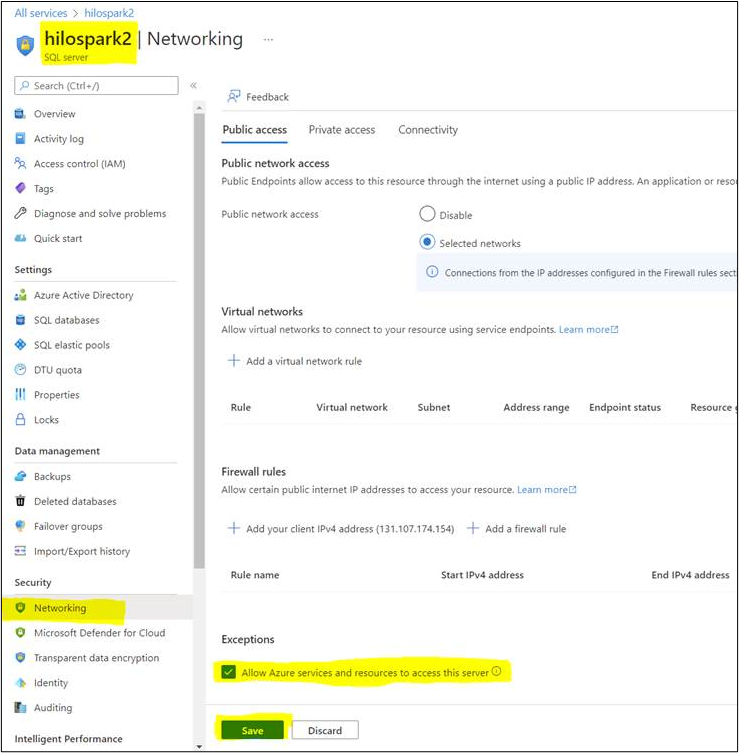 All services > hilospark2
hilospark2 | Networking ...
SQL server
Search (Ctrl+/)
«
Overview
Activity log
Access control (IAM)
Tags
Diagnose and solve problems
Quick start
Settings
Azure Active Directory
SQL databases
SQL elastic pools
DTU quota
Properties
Locks
Data management
Backups
Deleted databases
Failover groups
Import/Export history
Security
Networking
Microsoft Defender for Cloud
Transparent data encryption
Identity
Auditing
Intelligent Performance
Feedback
Public access Private access Connectivity
Public network access
Public Endpoints allow access to this resource through the internet using a public IP address. An application or reso
Public network access
Disable
Selected networks
Connections from the IP addresses configured in the Firewall rules sect
Virtual networks
Allow virtual networks to connect to your resource using service endpoints. Learn more
+ Add a virtual network rule
Rule Virtual network Subnet Address range Endpoint status Resource g
Firewall rules
Allow certain public internet IP addresses to access your resource. Learn more
+ Add your client IPv4 address (131.107.174.154) + Add a firewall rule
Rule name Start IPv4 address End IPv4 address
Exceptions
Allow Azure services and resources to access this server
Save Discard